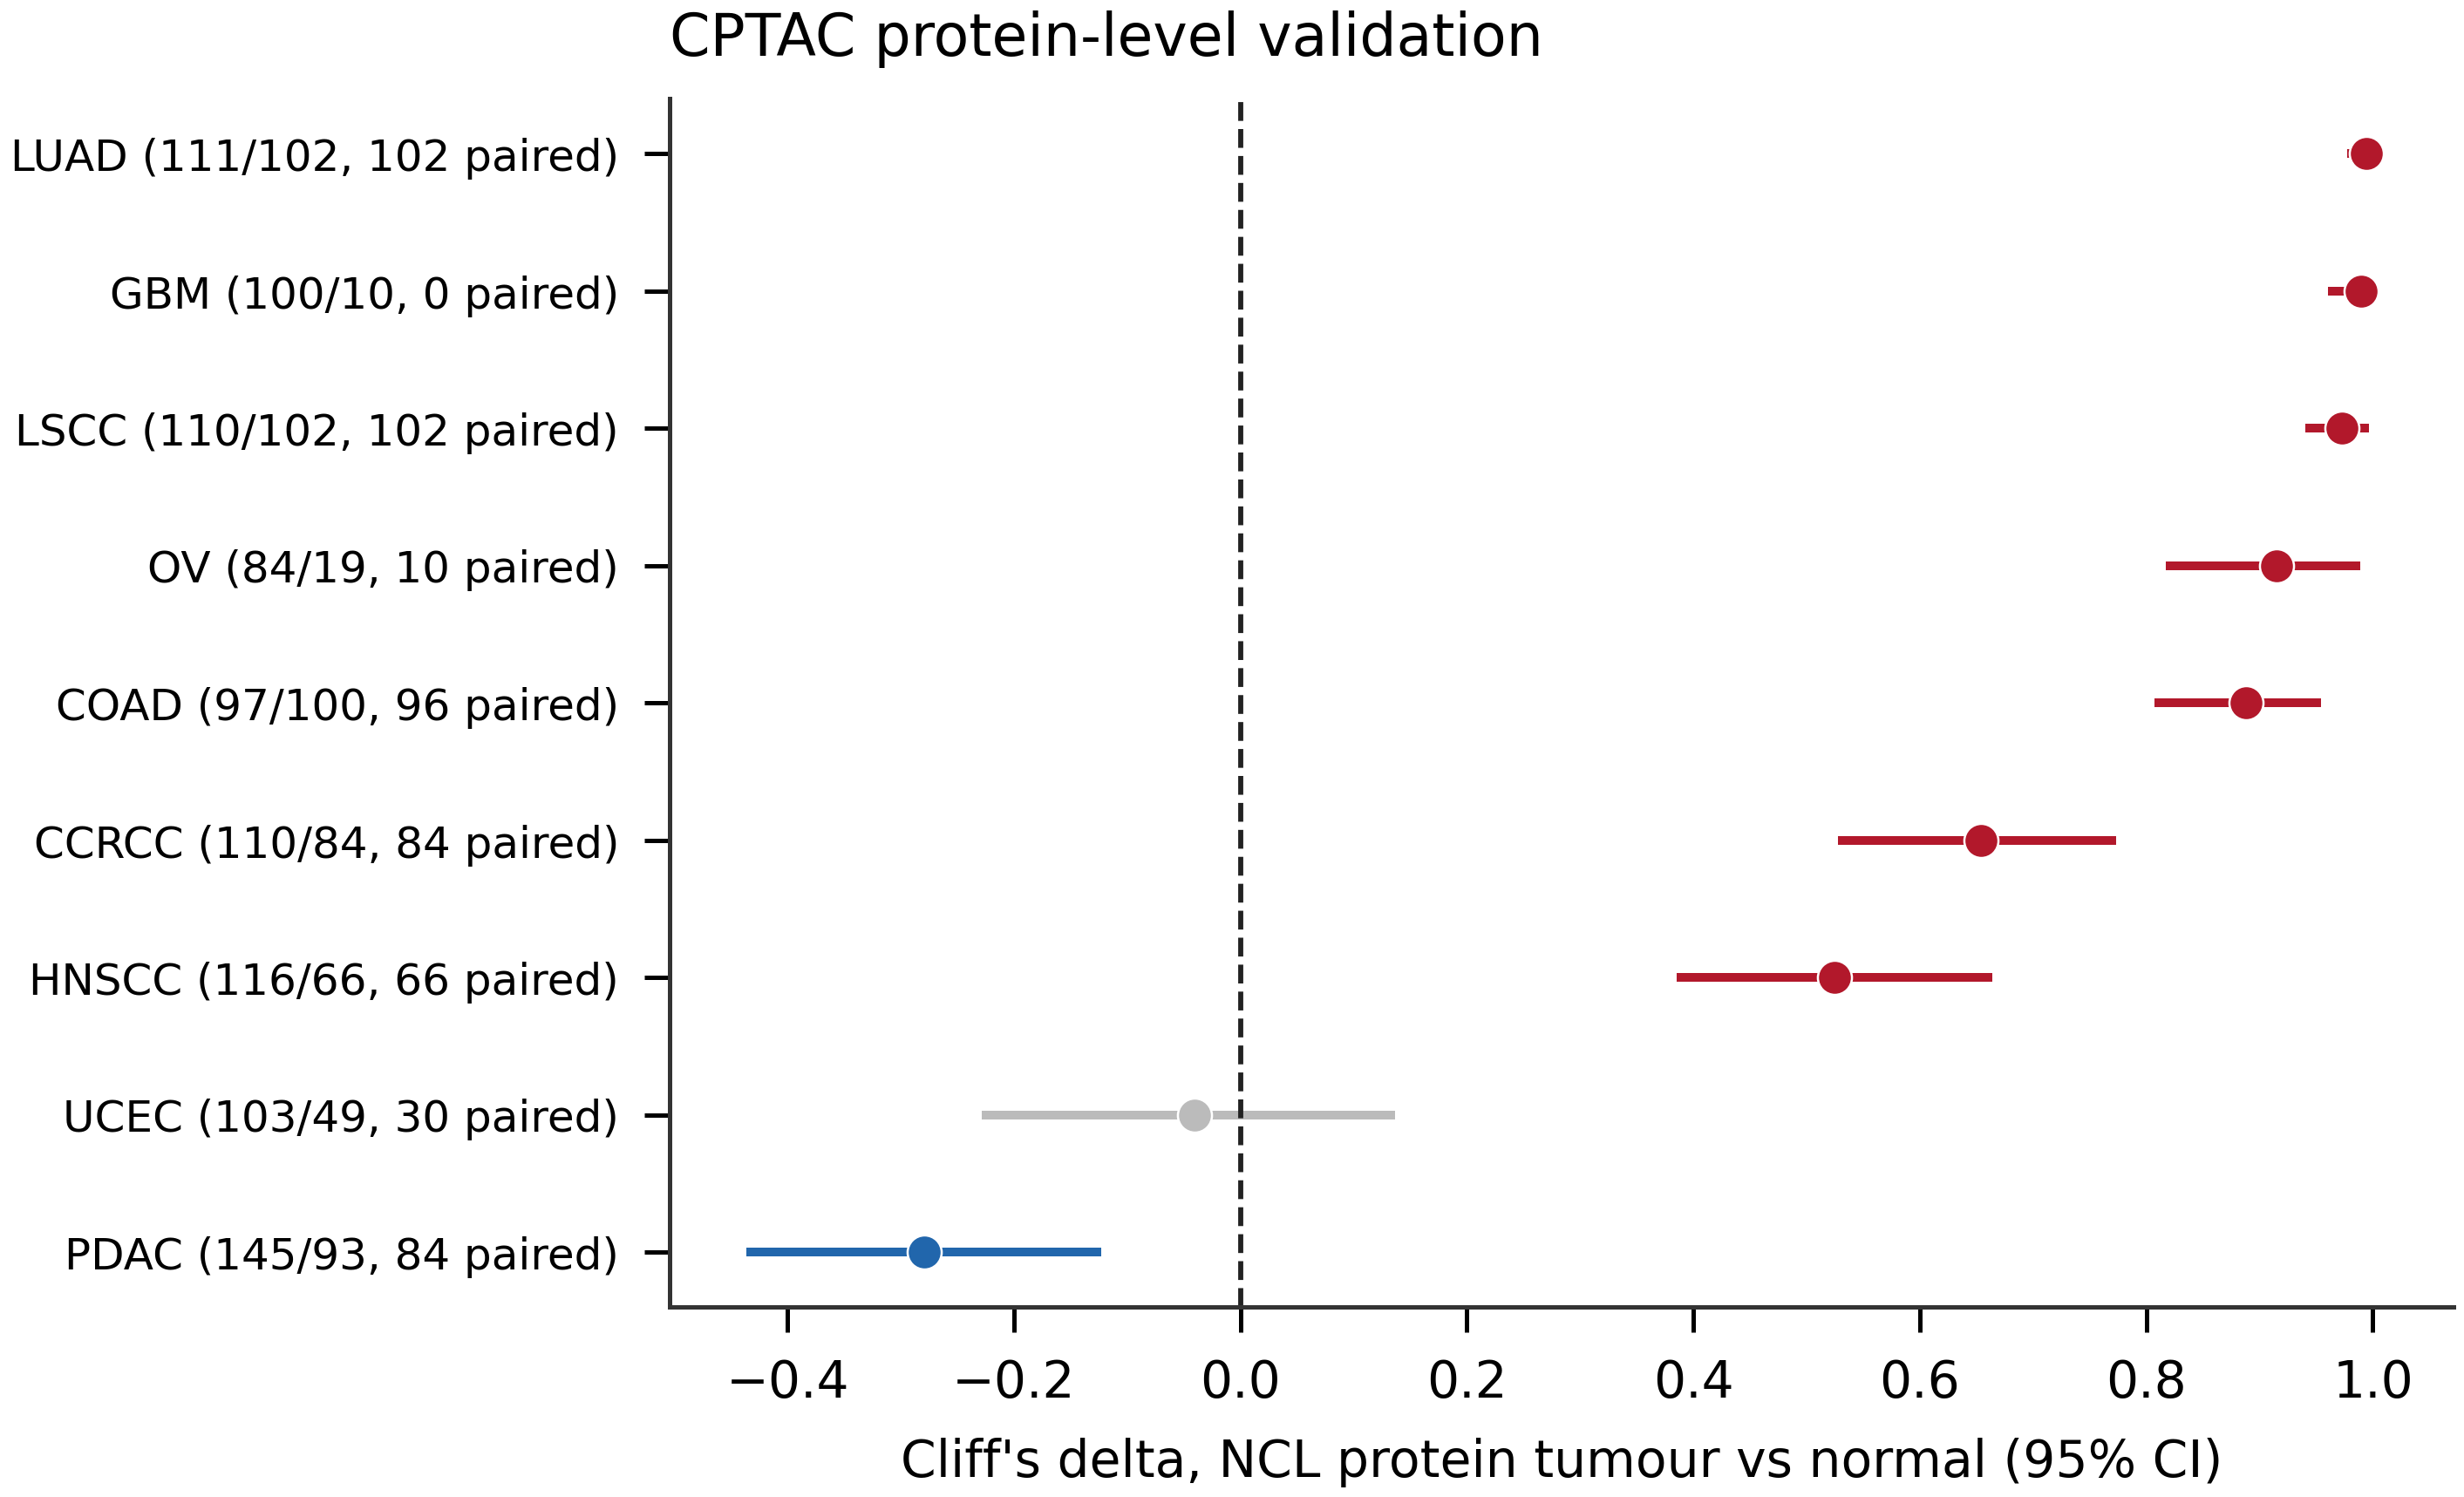 CPTAC protein-level validation
LUAD (111/102, 102 paired)
GBM (100/10, 0 paired)
LSCC (110/102, 102 paired)
OV (84/19, 10 paired)
COAD (97/100, 96 paired)
CCRCC (110/84, 84 paired)
HNSCC (116/66, 66 paired)
UCEC (103/49, 30 paired)
PDAC (145/93, 84 paired)
−0.4 −0.2 0.0 0.2 0.4 0.6 0.8 1.0
Cliff's delta, NCL protein tumour vs normal (95% CI)